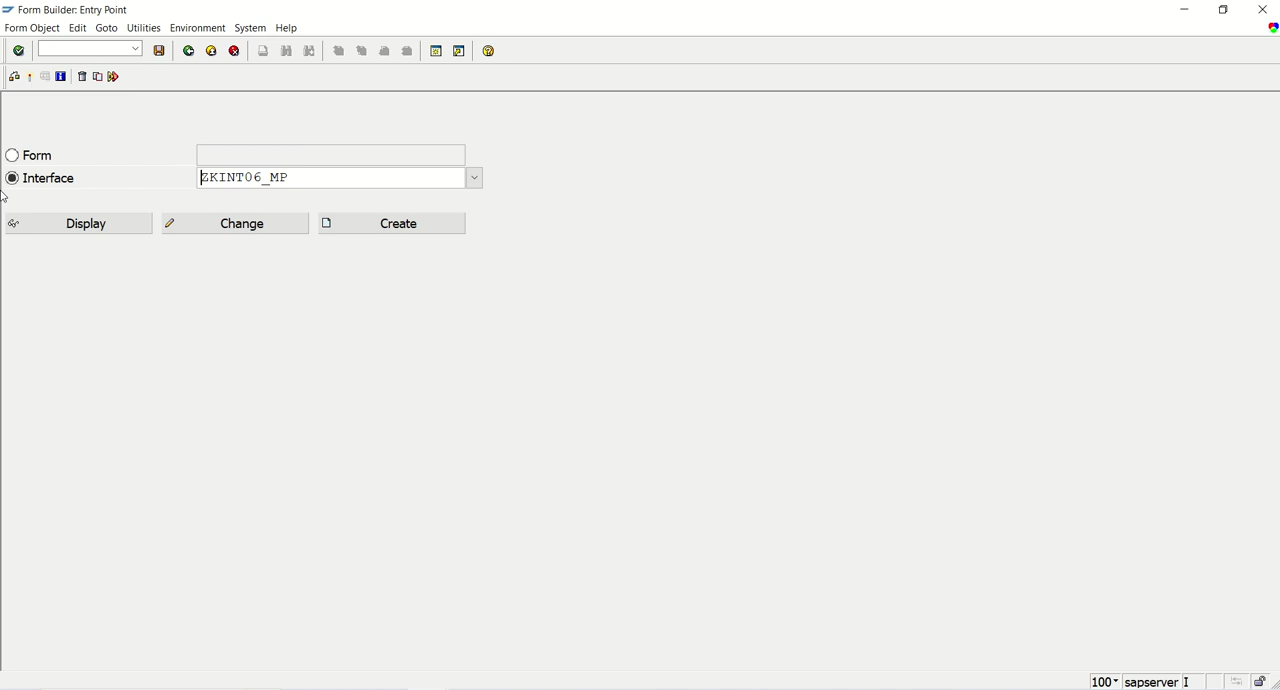 Form Builder: Entry Point
Form Object Edit Goto Utilities Environment System Help
Form
Interface ZKINT06_MP
Display Change Create
100 sapserver I